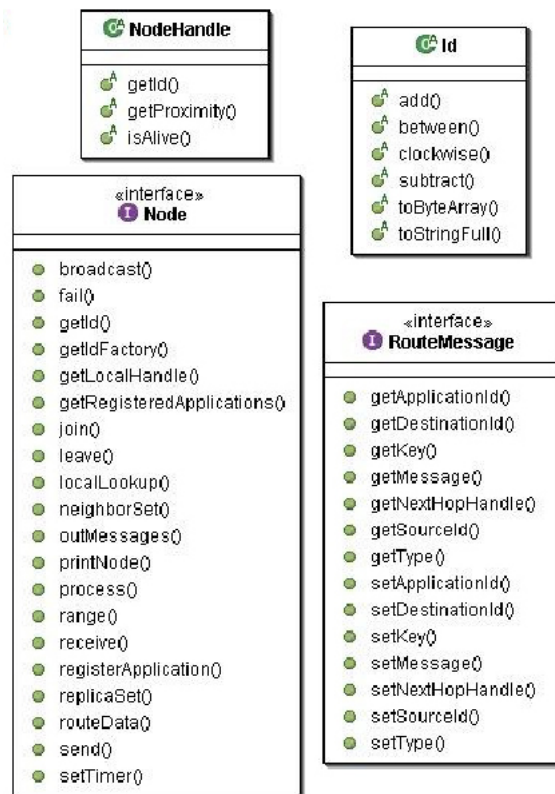 NodeHandle
getId()
getProximity()
isAlive()
Id
add()
between()
clockwise()
subtract()
toByteArray()
toStringFull()
«interface»
Node
broadcast()
fail()
getId()
getIdFactory()
getLocalHandle()
getRegisteredApplications()
join()
leave()
localLookup()
neighborSet()
outMessages()
printNode()
process()
range()
receive()
registerApplication()
replicaSet()
routeData()
send()
setTimer()
«interface»
RouteMessage
getApplicationId()
getDestinationId()
getKey()
getMessage()
getNextHopHandle()
getSourceId()
getType()
setApplicationId()
setDestinationId()
setKey()
setMessage()
setNextHopHandle()
setSourceId()
setType()